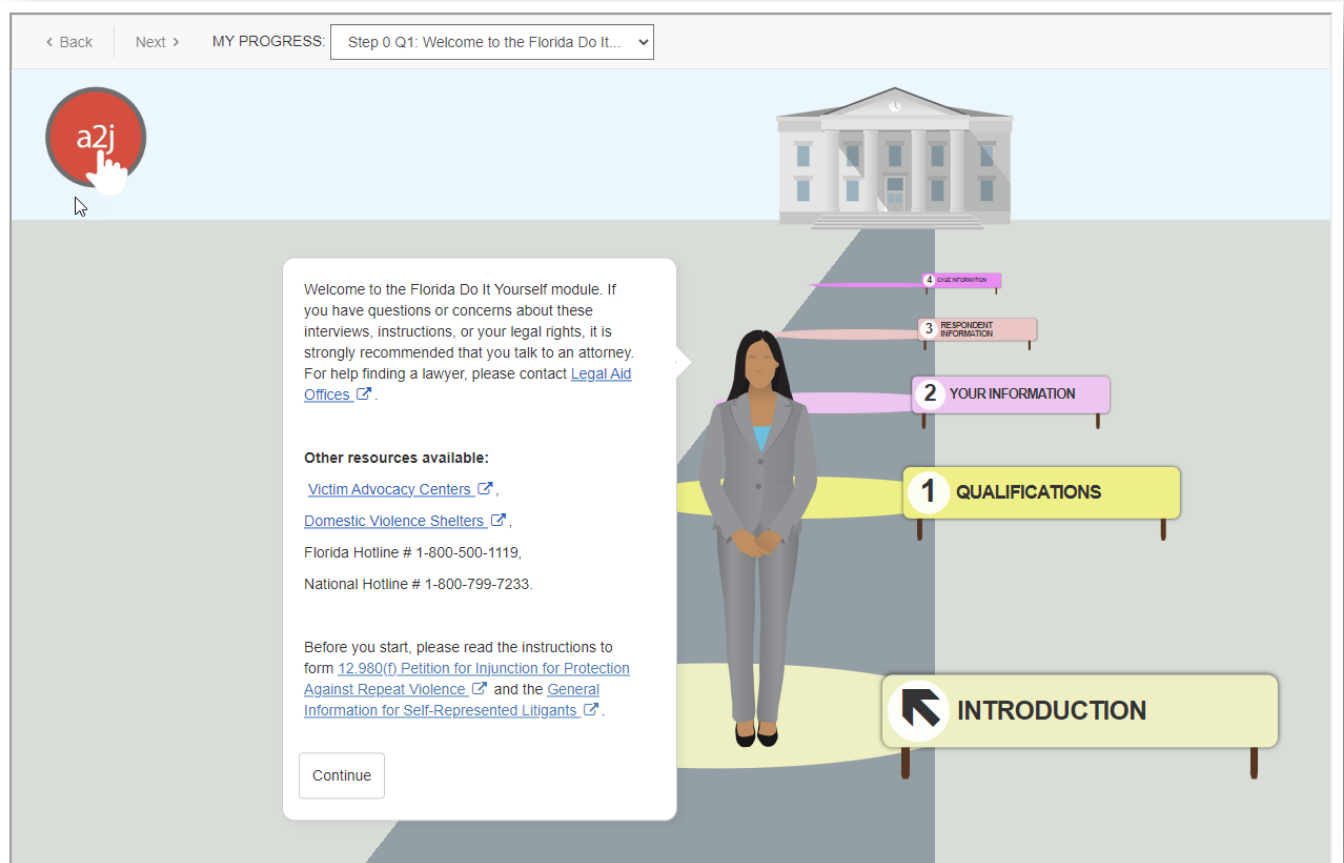 Back
Next
MY PROGRESS:
Step 0 Q1: Welcome to the Florida Do It...
a2j
Welcome to the Florida Do It Yourself module. If
you have questions or concerns about these
interviews, instructions, or your legal rights, it is
strongly recommended that you talk to an attorney.
For help finding a lawyer, please contact Legal Aid
Offices .
Other resources available:
Victim Advocacy Centers ,
Domestic Violence Shelters ,
Florida Hotline # 1-800-500-1119,
National Hotline # 1-800-799-7233.
Before you start, please read the instructions to
form 12.980(f) Petition for Injunction for Protection
Against Repeat Violence and the General
Information for Self-Represented Litigants .
Continue
4 CASE INFORMATION
3 RESPONDENT
INFORMATION
2 YOUR INFORMATION
1 QUALIFICATIONS
INTRODUCTION